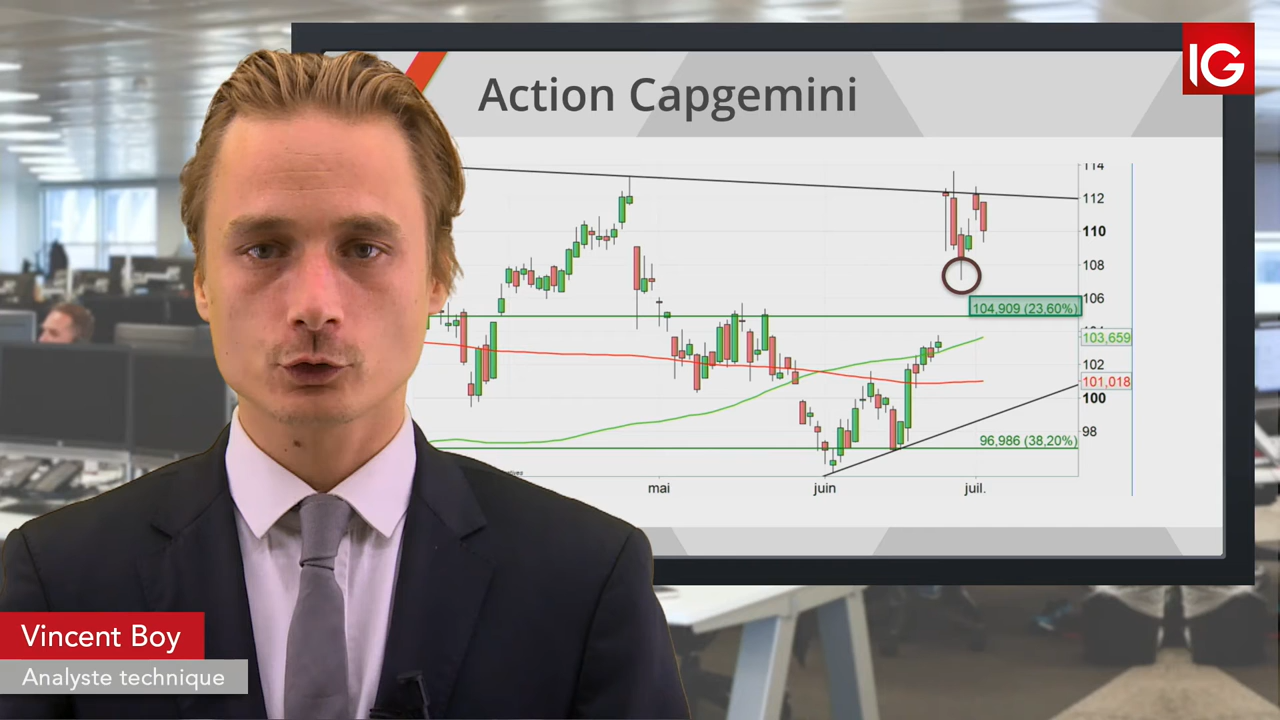 IG
Action Capgemini
114
112
110
108
106
104,909 (23,60%)
103,659
102
101,018
100
98
96,986 (38,20%)
mai
juin
juil.
Vincent Boy
Analyste technique